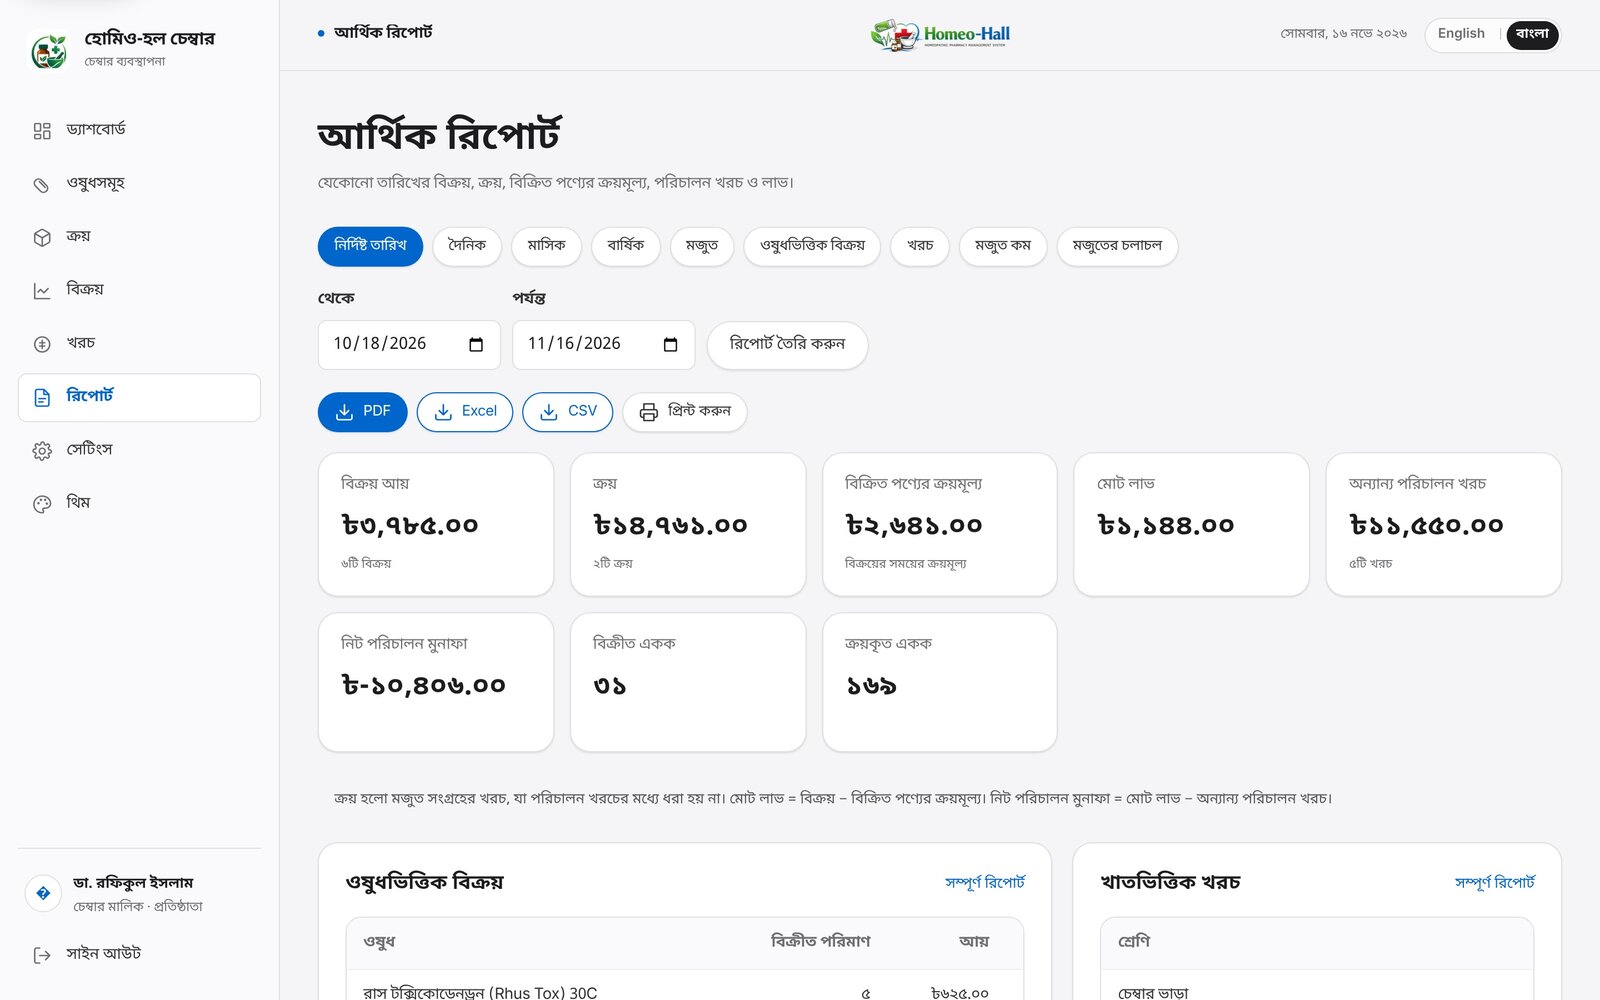 হোমিও-হল চেম্বার
চেম্বার ব্যবস্থাপনা
ড্যাশবোর্ড
ওষুধসমূহ
ক্রয়
বিক্রয়
খরচ
রিপোর্ট
সেটিংস
থিম
ডা. রফিকুল ইসলাম
চেম্বার মালিক · প্রতিষ্ঠাতা
সাইন আউট
আর্থিক রিপোর্ট
Homeo-Hall
HOMEOPATHIC PHARMACY MANAGEMENT SYSTEM
সোমবার, ১৬ নভে ২০২৬
English | বাংলা
আর্থিক রিপোর্ট
যেকোনো তারিখের বিক্রয়, ক্রয়, বিক্রিত পণ্যের ক্রয়মূল্য, পরিচালন খরচ ও লাভ।
নির্দিষ্ট তারিখ দৈনিক মাসিক বার্ষিক মজুত ওষুধভিত্তিক বিক্রয় খরচ মজুত কম মজুতের চলাচল
থেকে পর্যন্ত
10/18/2026 11/16/2026 রিপোর্ট তৈরি করুন
PDF Excel CSV প্রিন্ট করুন
বিক্রয় আয়
৳৩,৭৮৫.০০
৬টি বিক্রয়
ক্রয়
৳১৪,৭৬১.০০
২টি ক্রয়
বিক্রিত পণ্যের ক্রয়মূল্য
৳২,৬৪১.০০
বিক্রয়ের সময়ের ক্রয়মূল্য
মোট লাভ
৳১,১৪৪.০০
অন্যান্য পরিচালন খরচ
৳১১,৫৫০.০০
৫টি খরচ
নিট পরিচালন মুনাফা
৳-১০,৪০৬.০০
বিক্রীত একক
৩১
ক্রয়কৃত একক
১৬৯
ক্রয় হলো মজুত সংগ্রহের খরচ, যা পরিচালন খরচের মধ্যে ধরা হয় না। মোট লাভ = বিক্রয় − বিক্রিত পণ্যের ক্রয়মূল্য। নিট পরিচালন মুনাফা = মোট লাভ − অন্যান্য পরিচালন খরচ।
ওষুধভিত্তিক বিক্রয় সম্পূর্ণ রিপোর্ট
ওষুধ বিক্রীত পরিমাণ আয়
রাস টক্সিকোডেনড্রন (Rhus Tox) 30C ৫ ৳৬২৫.০০
খাতভিত্তিক খরচ সম্পূর্ণ রিপোর্ট
শ্রেণি
চেম্বার ভাড়া